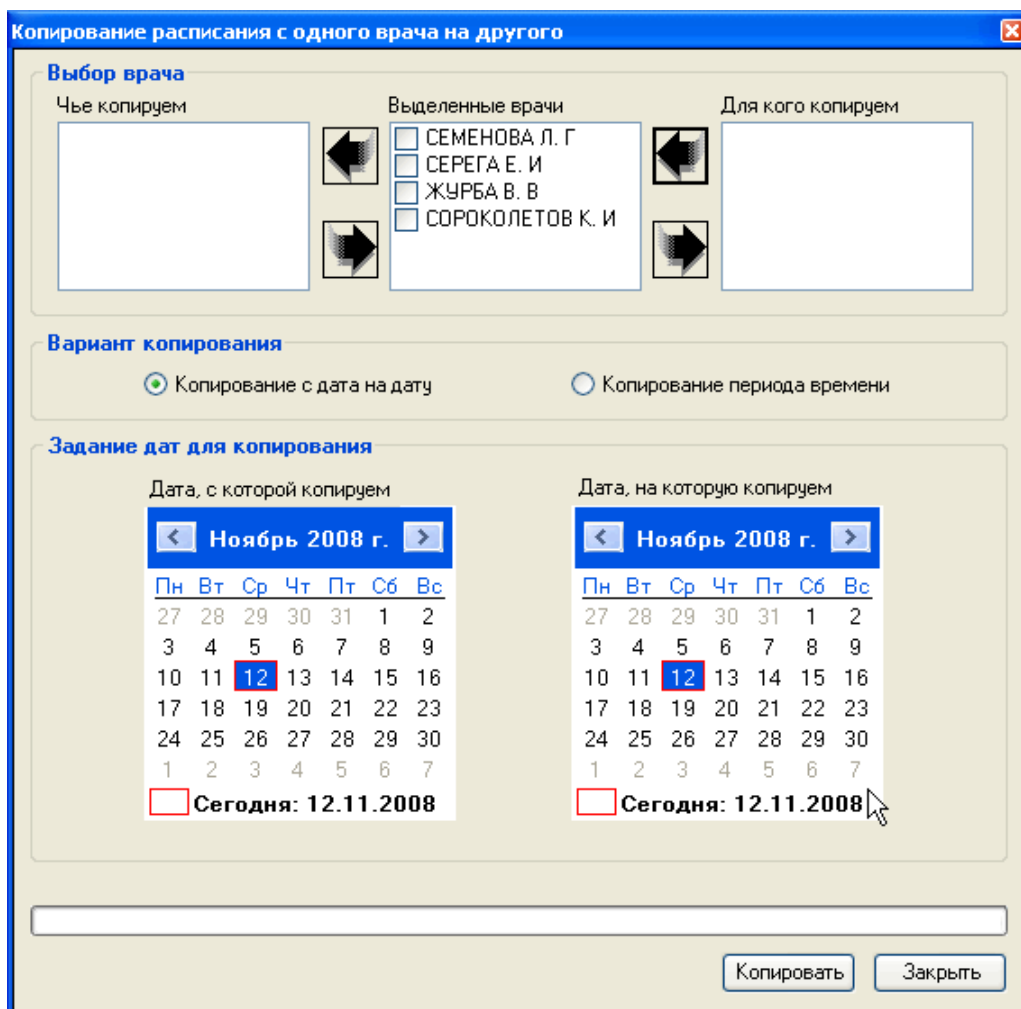 Копирование расписания с одного врача на другого
Выбор врача
Чье копируем
Выделенные врачи
Для кого копируем
СЕМЕНОВА Л. Г
СЕРЕГА Е. И
ЖУРБА В. В
СОРОКОЛЕТОВ К. И
Вариант копирования
Копирование с дата на дату
Копирование периода времени
Задание дат для копирования
Дата, с которой копируем
Ноябрь 2008 г.
Пн Вт Ср Чт Пт Сб Вс
27 28 29 30 31 1 2
3 4 5 6 7 8 9
10 11 12 13 14 15 16
17 18 19 20 21 22 23
24 25 26 27 28 29 30
1 2 3 4 5 6 7
Сегодня: 12.11.2008
Дата, на которую копируем
Ноябрь 2008 г.
Пн Вт Ср Чт Пт Сб Вс
27 28 29 30 31 1 2
3 4 5 6 7 8 9
10 11 12 13 14 15 16
17 18 19 20 21 22 23
24 25 26 27 28 29 30
1 2 3 4 5 6 7
Сегодня: 12.11.2008
Копировать
Закрыть